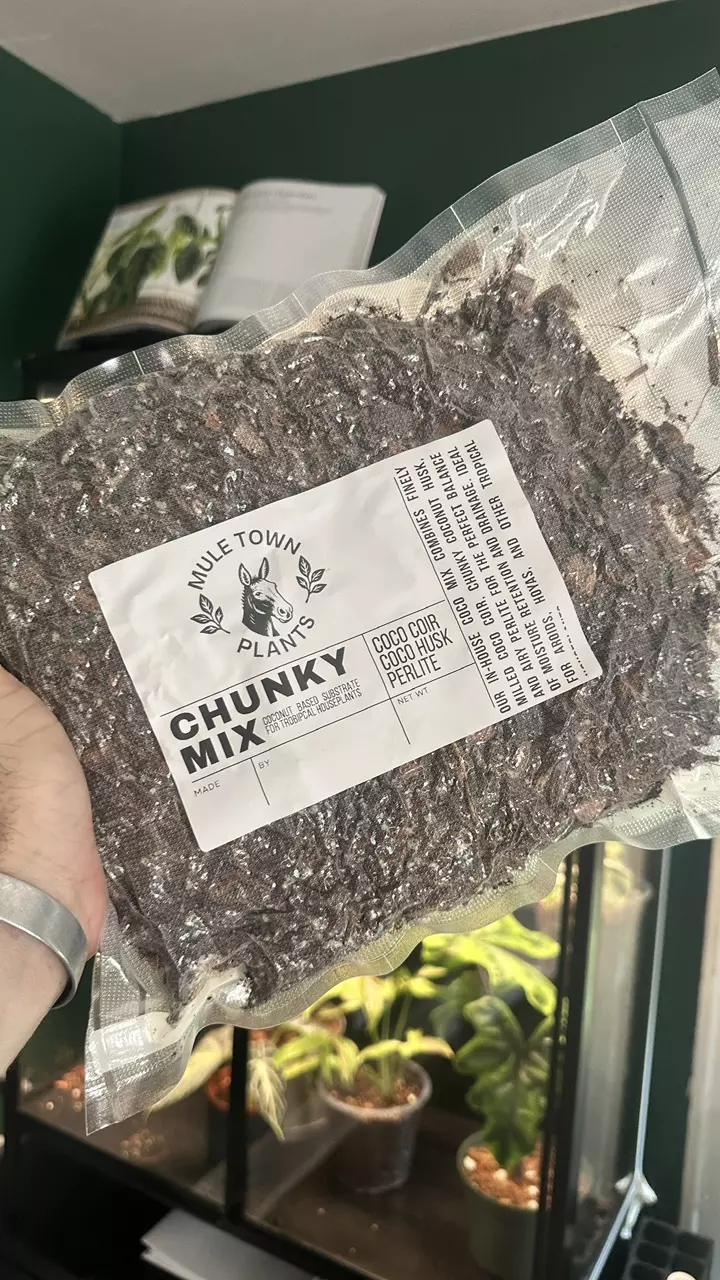 MULE TOWN
PLANTS
CHUNKY
MIX
COCONUT BASED SUBSTRATE
FOR TROBIPCAL HOUSEPLANTS
COCO COIR
COCO HUSK
PERLITE
MADE
BY
NET WT
OUR IN-HOUSE COCO MIX COMBINES FINELY
MILLED COCO COIR, CHUNKY COCONUT HUSK,
AND AIRY PERLITE FOR THE PERFECT BALANCE
OF MOISTURE RETENTION AND DRAINAGE. IDEAL
FOR AROIDS, HOYAS, AND OTHER TROPICAL